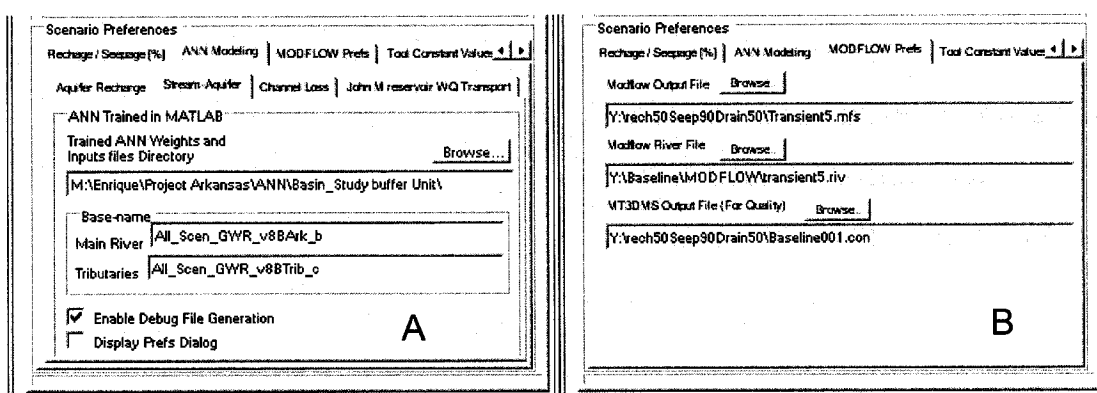 Scenario Preferences
Recharge / Seepage [%] ANN Modeling MODFLOW Prefs Tool Constant Values
Aquifer Recharge Stream-Aquifer Channel Loss John M reservoir WQ Transport
ANN Trained in MATLAB
Trained ANN Weights and
Inputs files Directory Browse...
M:\Enrique\Project Arkansas\ANN\Basin_Study buffer Unit\
Base-name
Main River All_Scen_GWR_v8BArk_b
Tributaries All_Scen_GWR_v8BTrib_c
Enable Debug File Generation
Display Prefs Dialog
A
Scenario Preferences
Recharge / Seepage [%] ANN Modeling MODFLOW Prefs Tool Constant Values
Modflow Output File Browse..
Y:\rech50Seep90Drain50\Transient5.mfs
Modflow River File Browse..
Y:\Baseline\MODFLOW\transient5.riv
MT3DMS Output File (For Quality) Browse..
Y:\rech50Seep90Drain50\Baseline001.con
B